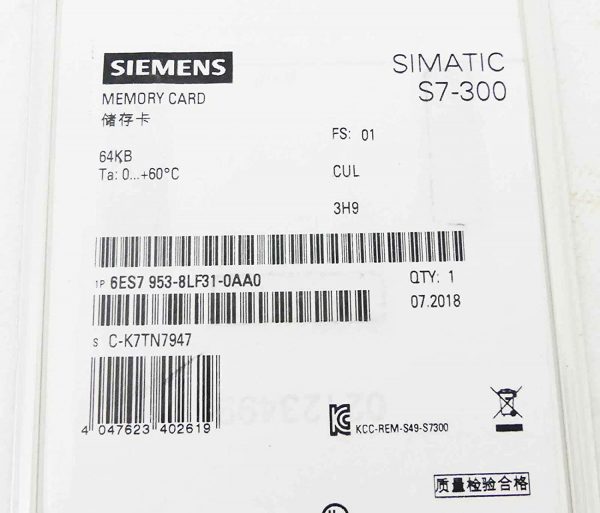 SIEMENS
SIMATIC
S7-300
MEMORY CARD
储存卡
FS: 01
64KB
Ta: 0...+60°C
CUL
3H9
1P 6ES7 953-8LF31-0AA0
QTY: 1
07.2018
S C-K7TN7947
4 047623 402619
KCC-REM-S49-S7300
质量检验合格